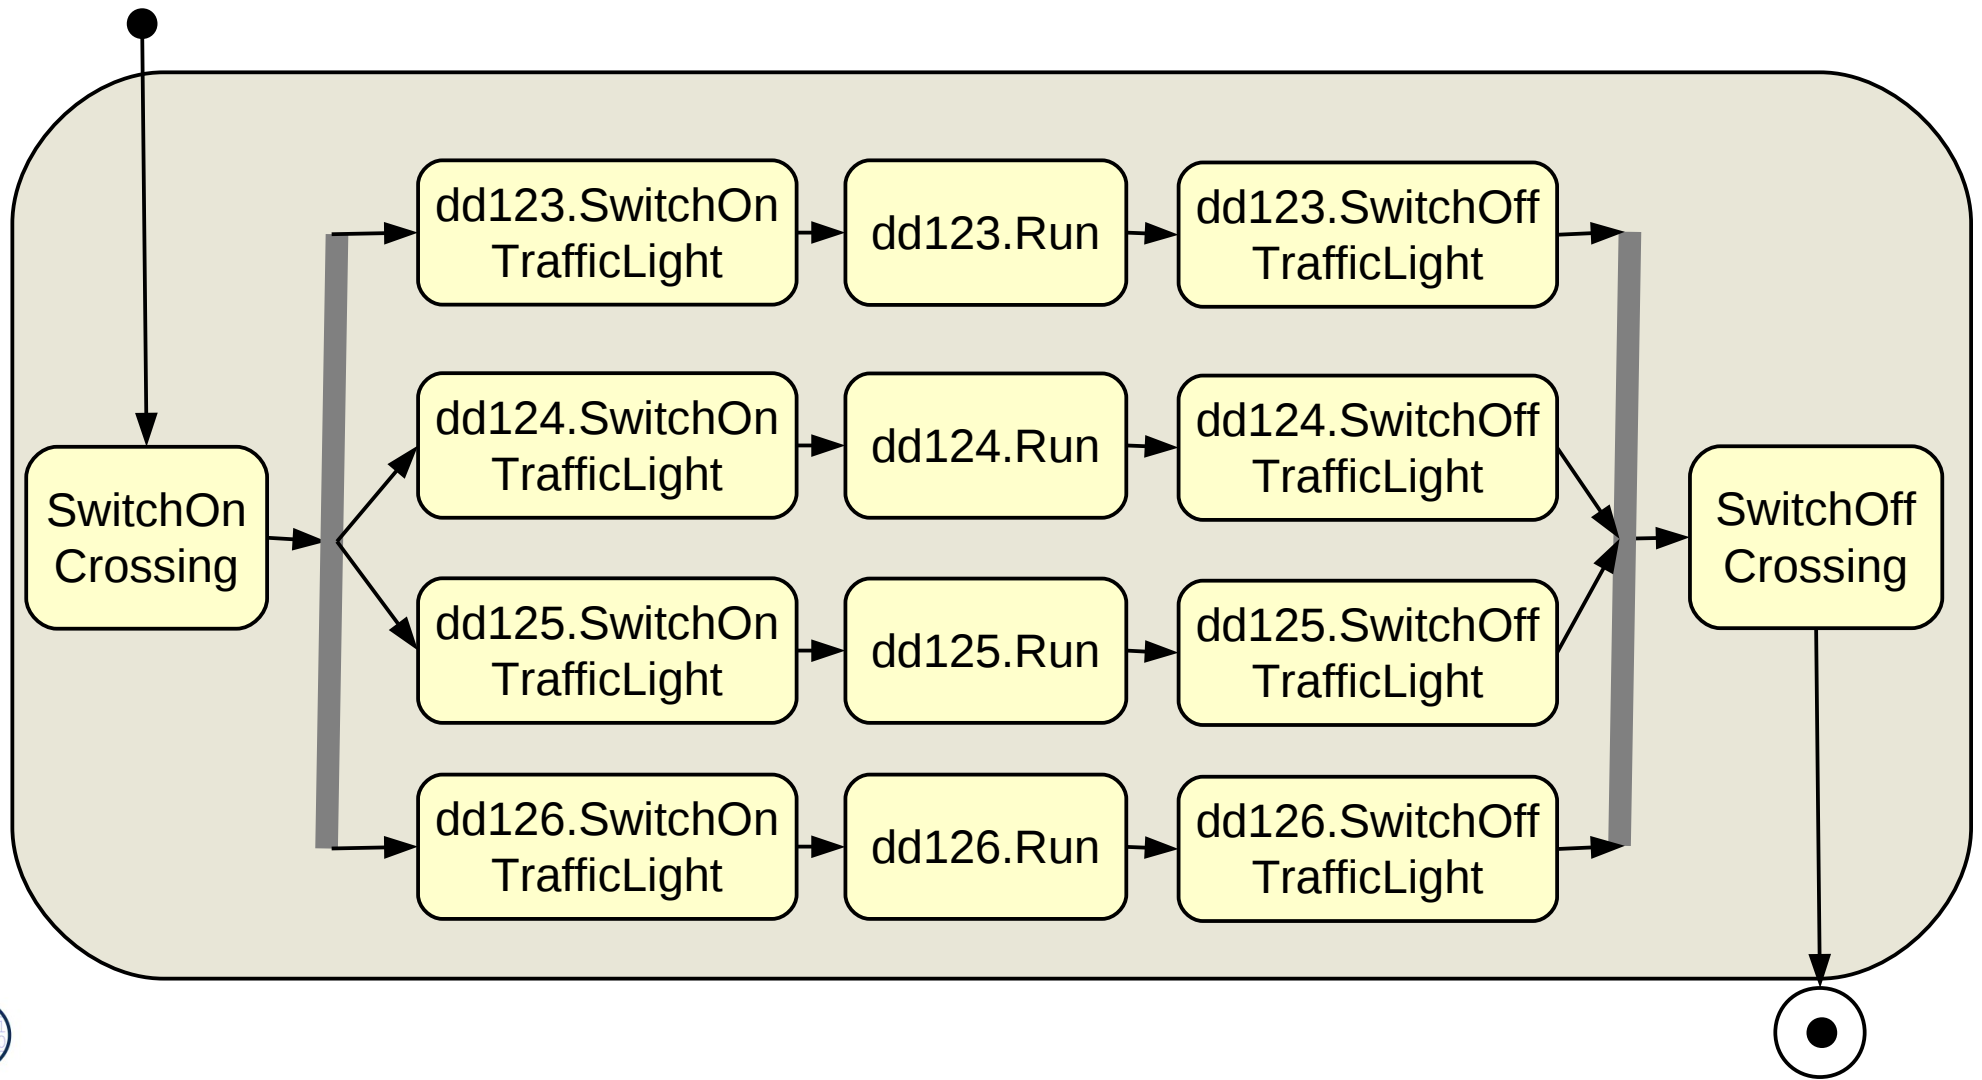 dd123.SwitchOn
TrafficLight
dd123.Run
dd123.SwitchOff
TrafficLight
dd124.SwitchOn
TrafficLight
dd124.Run
dd124.SwitchOff
TrafficLight
SwitchOn
Crossing
SwitchOff
Crossing
dd125.SwitchOn
TrafficLight
dd125.Run
dd125.SwitchOff
TrafficLight
dd126.SwitchOn
TrafficLight
dd126.Run
dd126.SwitchOff
TrafficLight